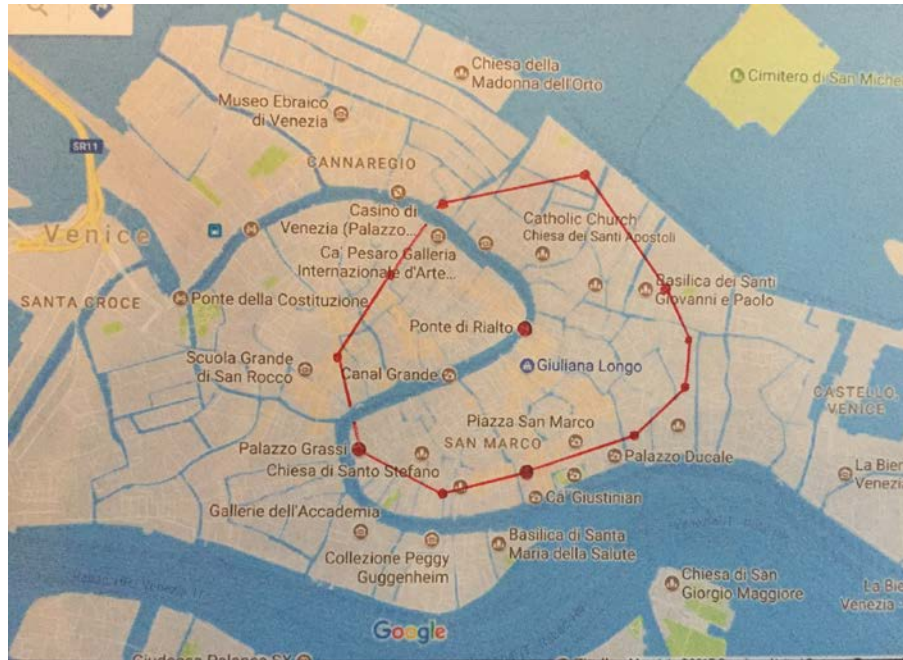 Chiesa della
Madonna dell'Orto
Cimitero di San Michel
Museo Ebraico
di Venezia
SR11
CANNAREGIO
Casinò di
Venezia (Palazzo...
Catholic Church
Chiesa dei Santi Apostoli
Venice
Ca' Pesaro Galleria
Internazionale d'Arte...
Basilica dei Santi
Giovanni e Paolo
SANTA CROCE
Ponte della Costituzione
Ponte di Rialto
Scuola Grande
di San Rocco
Canal Grande
Giuliana Longo
CASTELLO,
VENICE
Piazza San Marco
SAN MARCO
Palazzo Grassi
Palazzo Ducale
Chiesa di Santo Stefano
La Bien
Venezia
Ca' Giustinian
Gallerie dell'Accademia
Basilica di Santa
Maria della Salute
Collezione Peggy
Guggenheim
Chiesa di San
Giorgio Maggiore
La Bie
Venezia -
Google